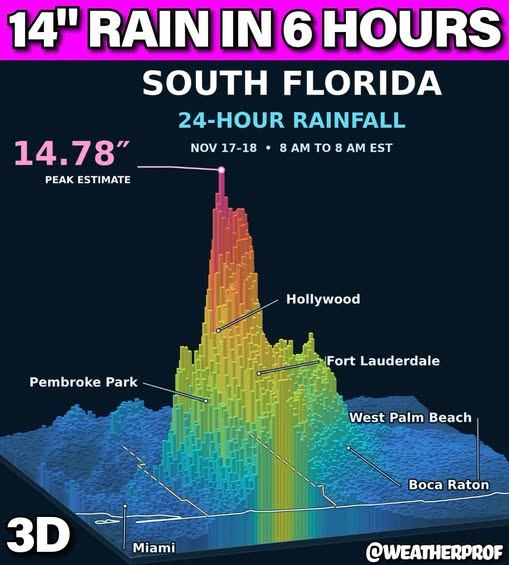 14" RAIN IN 6 HOURS
SOUTH FLORIDA
24-HOUR RAINFALL
NOV 17-18 • 8 AM TO 8 AM EST
14.78″
PEAK ESTIMATE
Hollywood
Fort Lauderdale
Pembroke Park
West Palm Beach
Boca Raton
3D
Miami
@WEATHERPROF